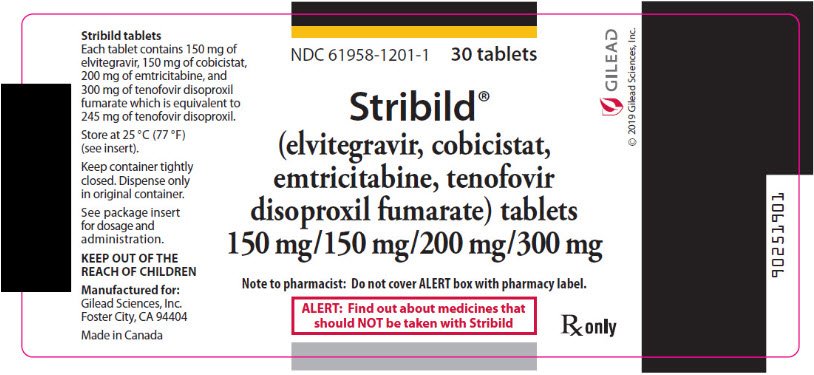 Stribild tablets
Each tablet contains 150 mg of
elvitegravir, 150 mg of cobicistat,
200 mg of emtricitabine, and
300 mg of tenofovir disoproxil
fumarate which is equivalent to
245 mg of tenofovir disoproxil.
Store at 25 °C (77 °F)
(see insert).
Keep container tightly
closed. Dispense only
in original container.
See package insert
for dosage and
administration.
KEEP OUT OF THE
REACH OF CHILDREN
Manufactured for:
Gilead Sciences, Inc.
Foster City, CA 94404
Made in Canada
NDC 61958-1201-1 30 tablets
Stribild®
(elvitegravir, cobicistat,
emtricitabine, tenofovir
disoproxil fumarate) tablets
150 mg/150 mg/200 mg/300 mg
Note to pharmacist: Do not cover ALERT box with pharmacy label.
ALERT: Find out about medicines that
should NOT be taken with Stribild
Rx only
GILEAD
© 2019 Gilead Sciences, Inc.
90251901